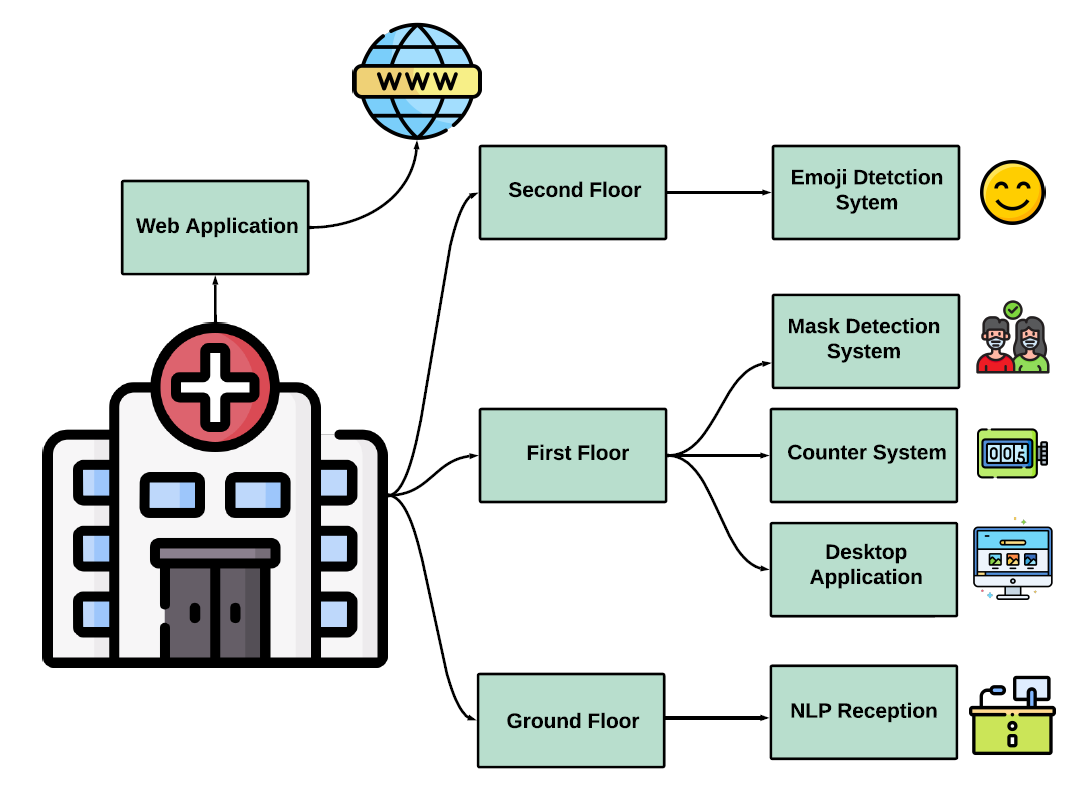 WWW
Web Application
Second Floor
Emoji Dtetction
Sytem
Mask Detection
System
First Floor
Counter System
005
Desktop
Application
Ground Floor
NLP Reception